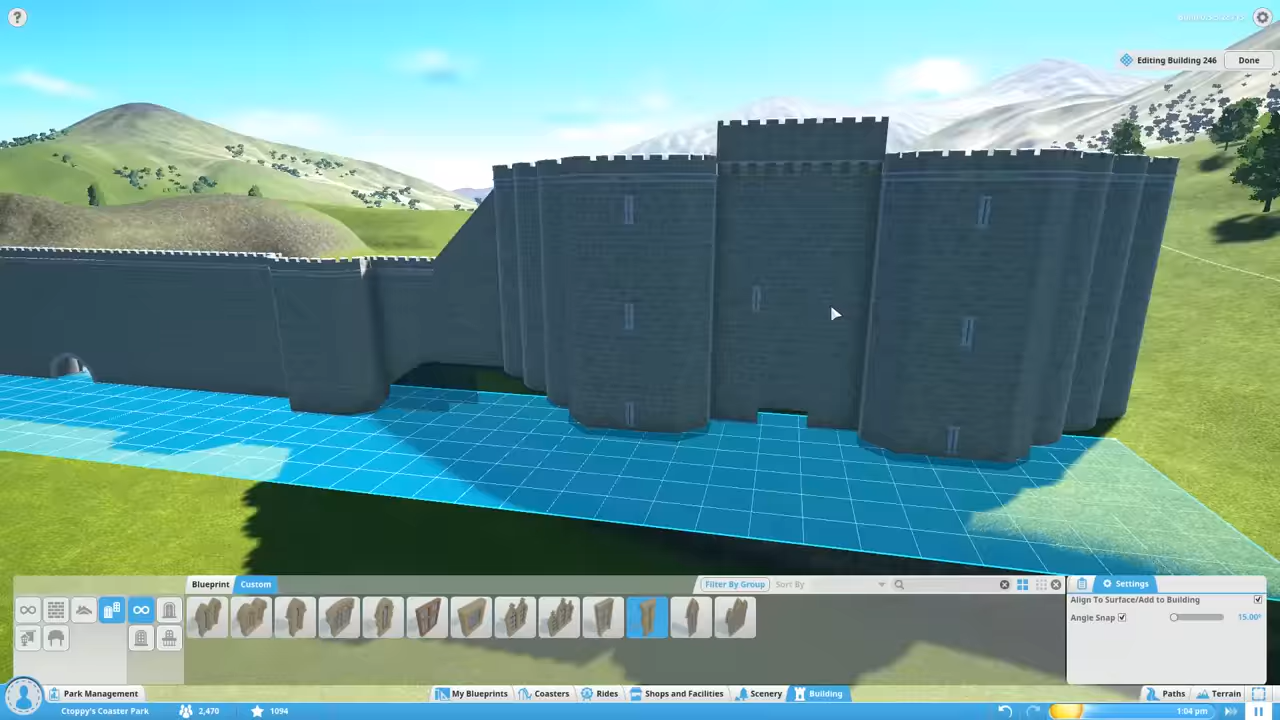 ?
Editing Building 246
Done
Blueprint
Custom
Filter By Group
Sort By
Settings
Align To Surface/Add to Building
Angle Snap
15.00°
Park Management
My Blueprints
Coasters
Rides
Shops and Facilities
Scenery
Building
Paths
Terrain
Ctoppy's Coaster Park
2,470
1094
1:04 pm